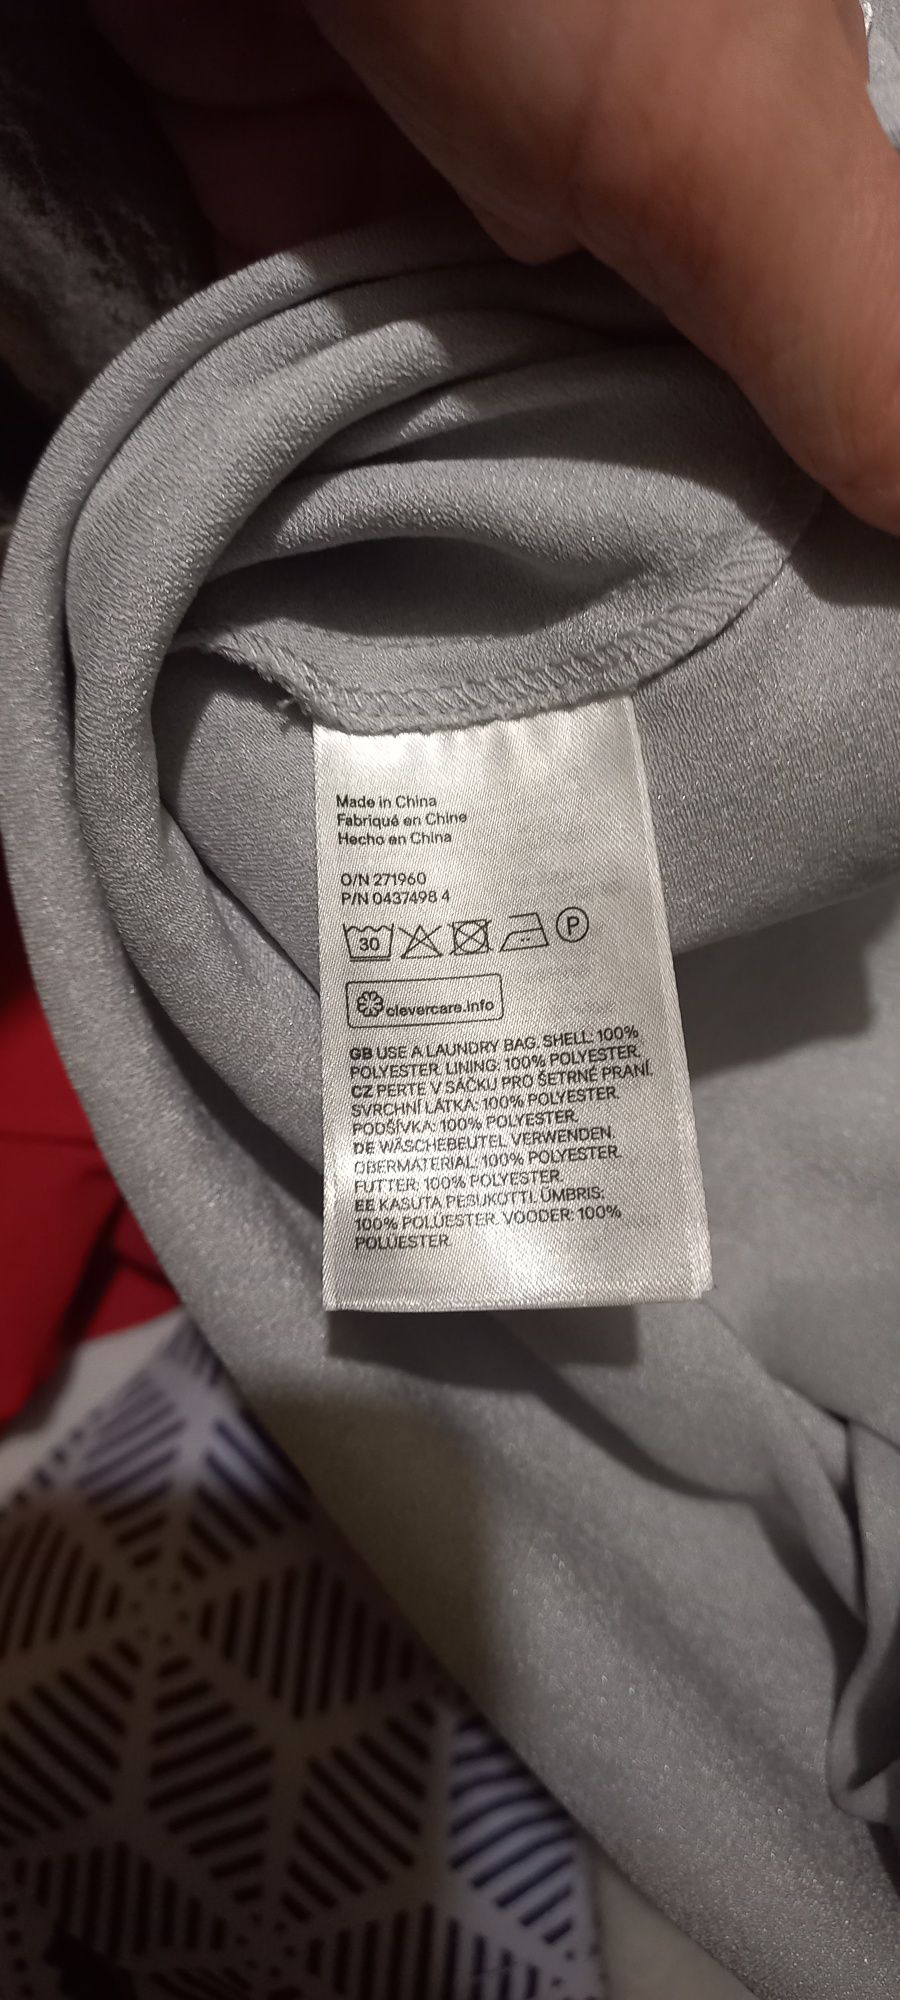 Made in China
Fabriqué en Chine
Hecho en China
O/N 271960
P/N 0437498 4
30 P
clevercare.info
GB USE A LAUNDRY BAG. SHELL: 100%
POLYESTER. LINING: 100% POLYESTER.
CZ PERTE V SÁČKU PRO ŠETRNÉ PRANÍ.
SVRCHNÍ LÁTKA: 100% POLYESTER.
PODŠÍVKA: 100% POLYESTER.
DE WÄSCHEBEUTEL VERWENDEN.
OBERMATERIAL: 100% POLYESTER.
FUTTER: 100% POLYESTER.
EE KASUTA PESUKOTTI. ÜMBRIS:
100% POLÜESTER. VOODER: 100%
POLÜESTER.